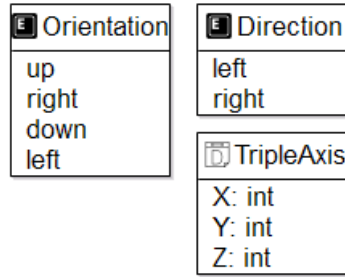 E Orientation
up
right
down
left
E Direction
left
right
D TripleAxis
X: int
Y: int
Z: int